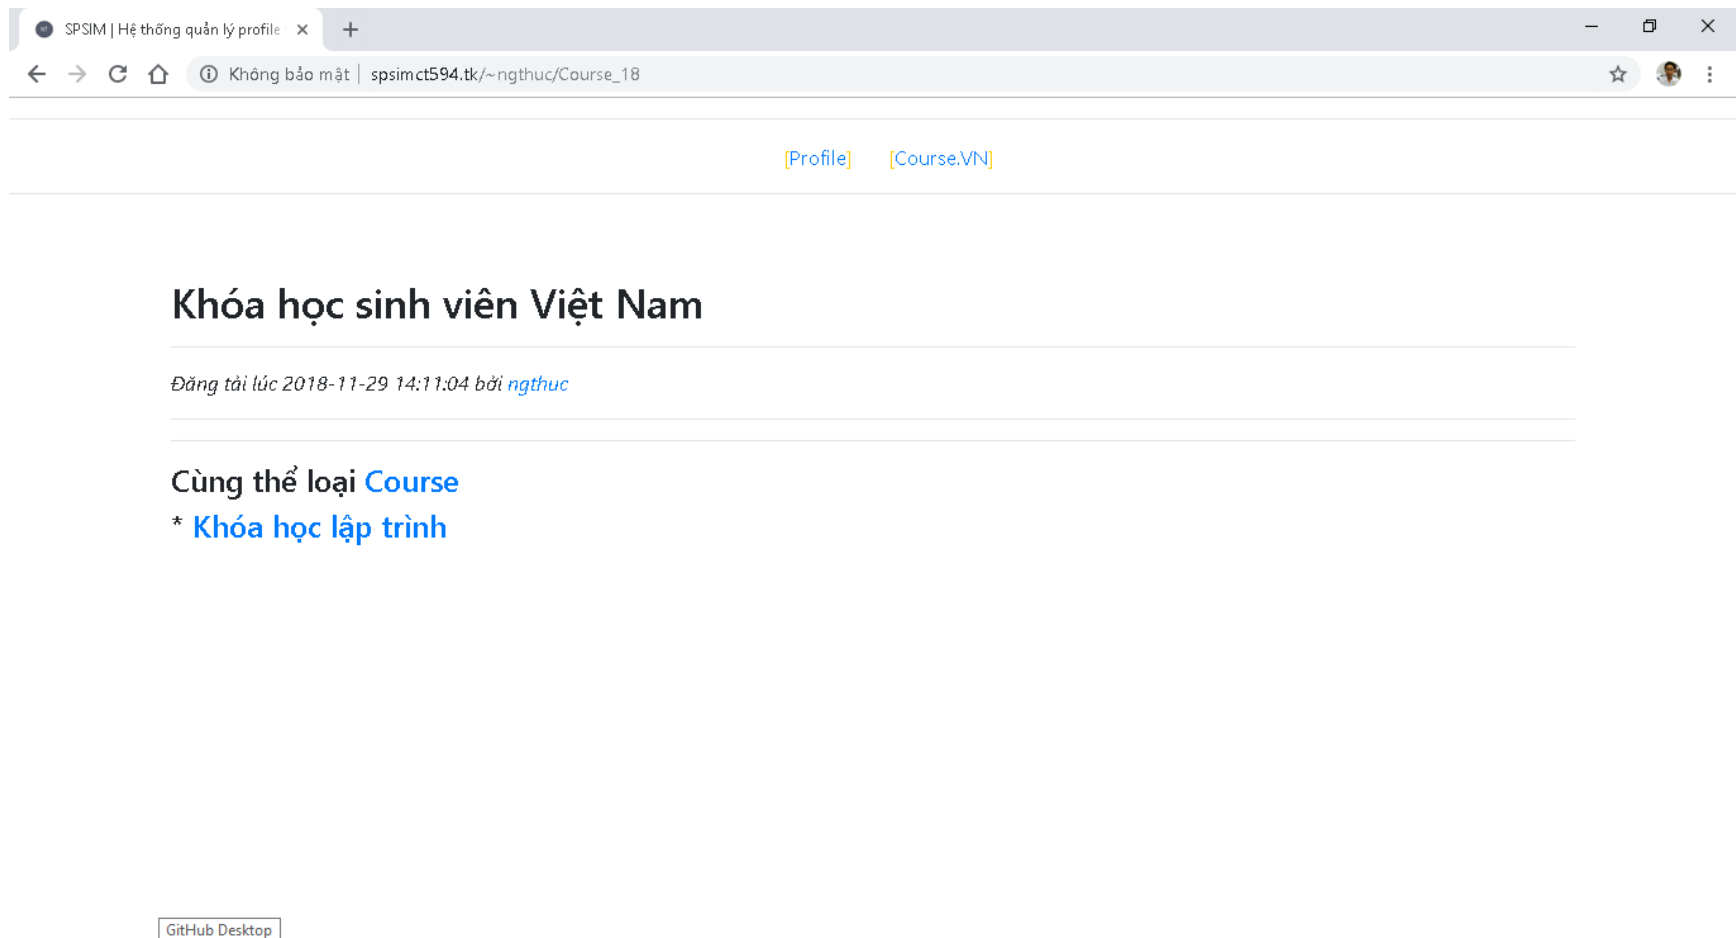 SPSIM | Hệ thống quản lý profile
Không bảo mật | spsimct594.tk/~ngthuc/Course_18
[Profile] [Course.VN]
Khóa học sinh viên Việt Nam
Đăng tải lúc 2018-11-29 14:11:04 bởi ngthuc
Cùng thể loại Course
* Khóa học lập trình
GitHub Desktop